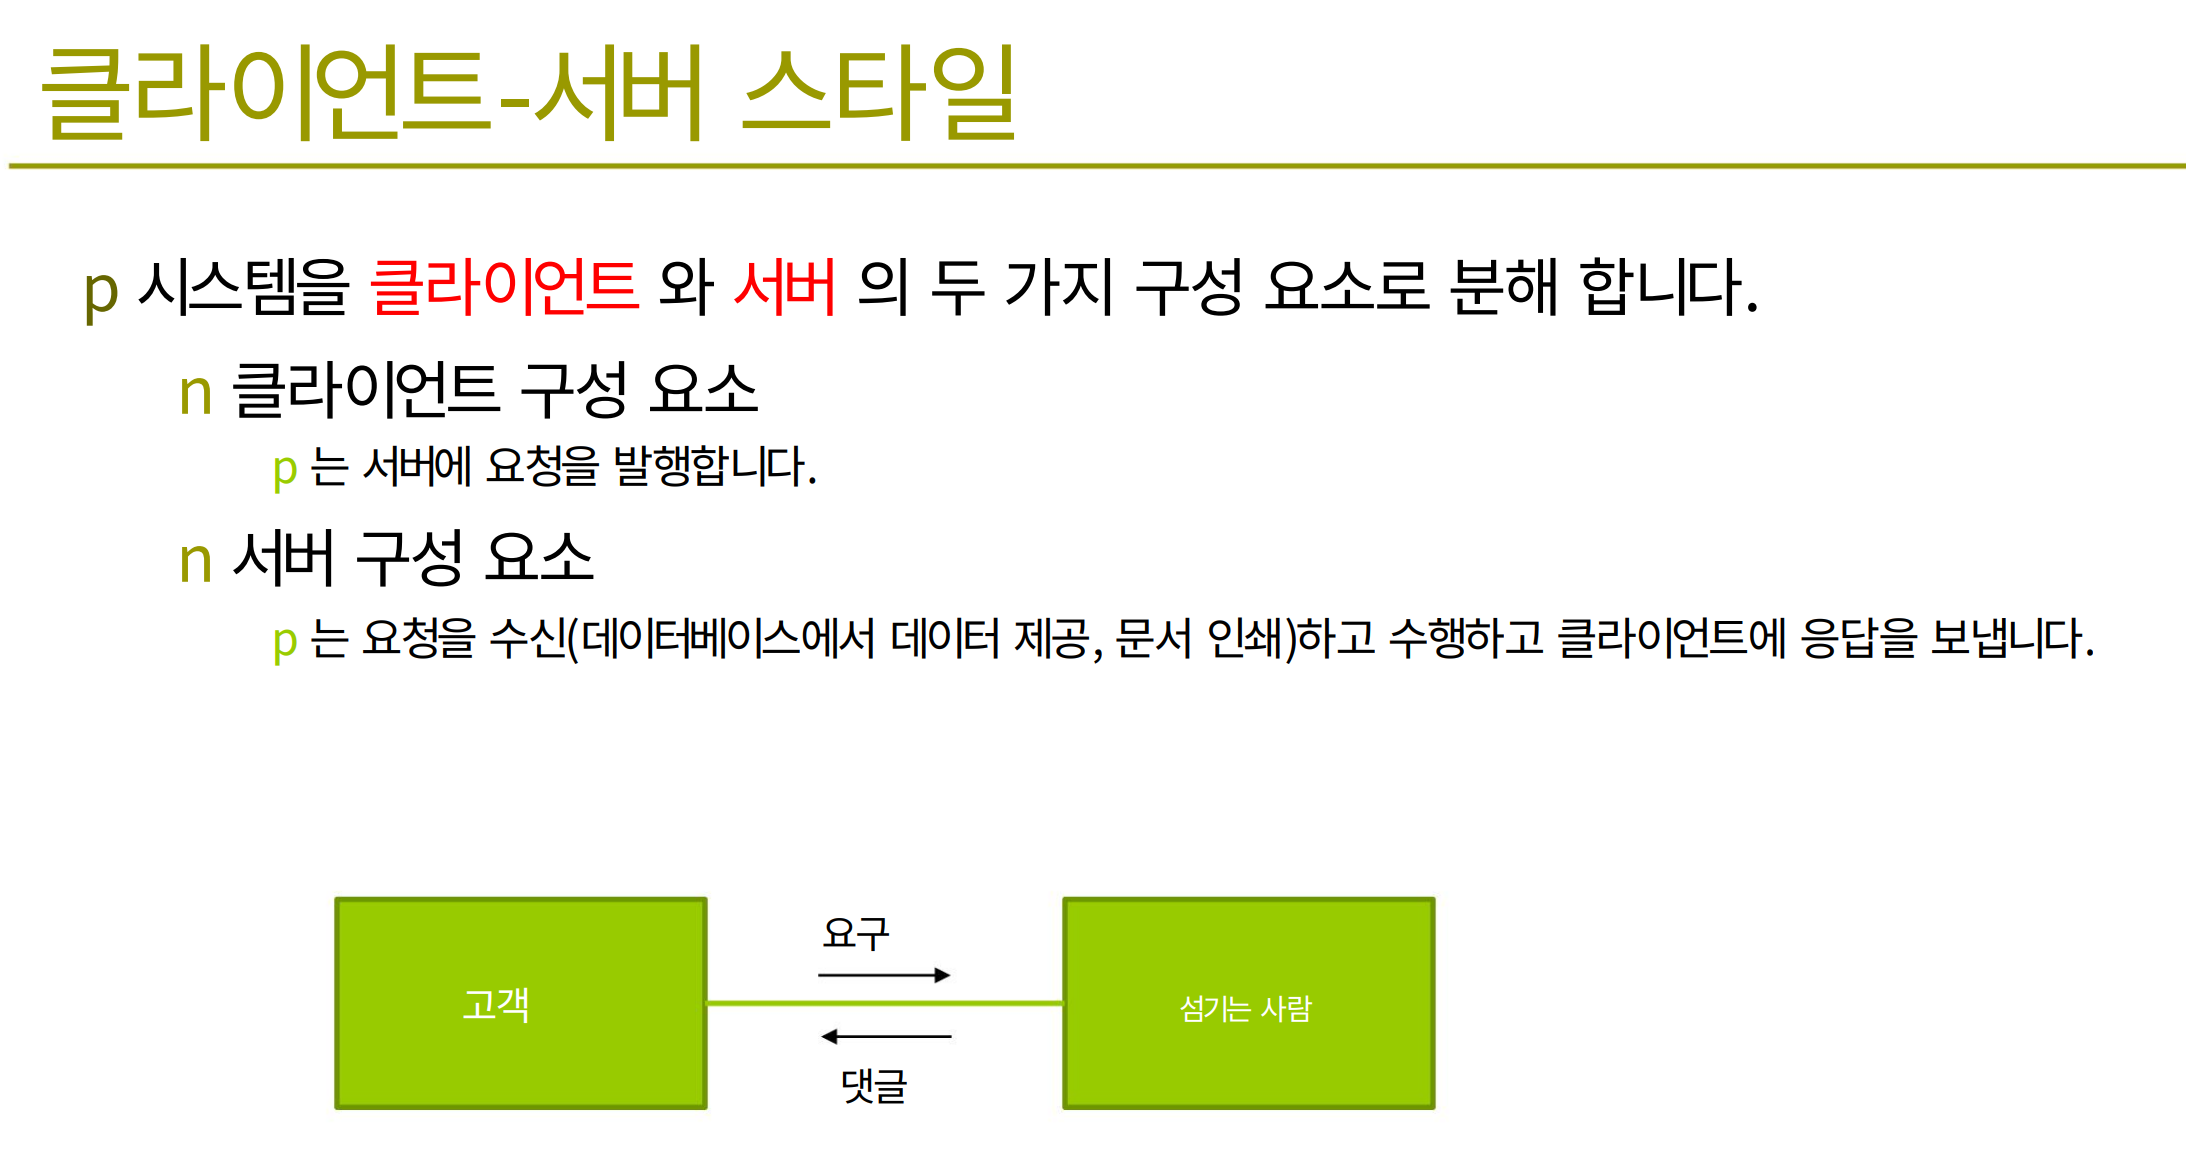 클라이언트-서버 스타일
p 시스템을 클라이언트 와 서버 의 두 가지 구성 요소로 분해 합니다.
n 클라이언트 구성 요소
p 는 서버에 요청을 발행합니다.
n 서버 구성 요소
p 는 요청을 수신(데이터베이스에서 데이터 제공, 문서 인쇄)하고 수행하고 클라이언트에 응답을 보냅니다.
요구
고객
섬기는 사람
댓글